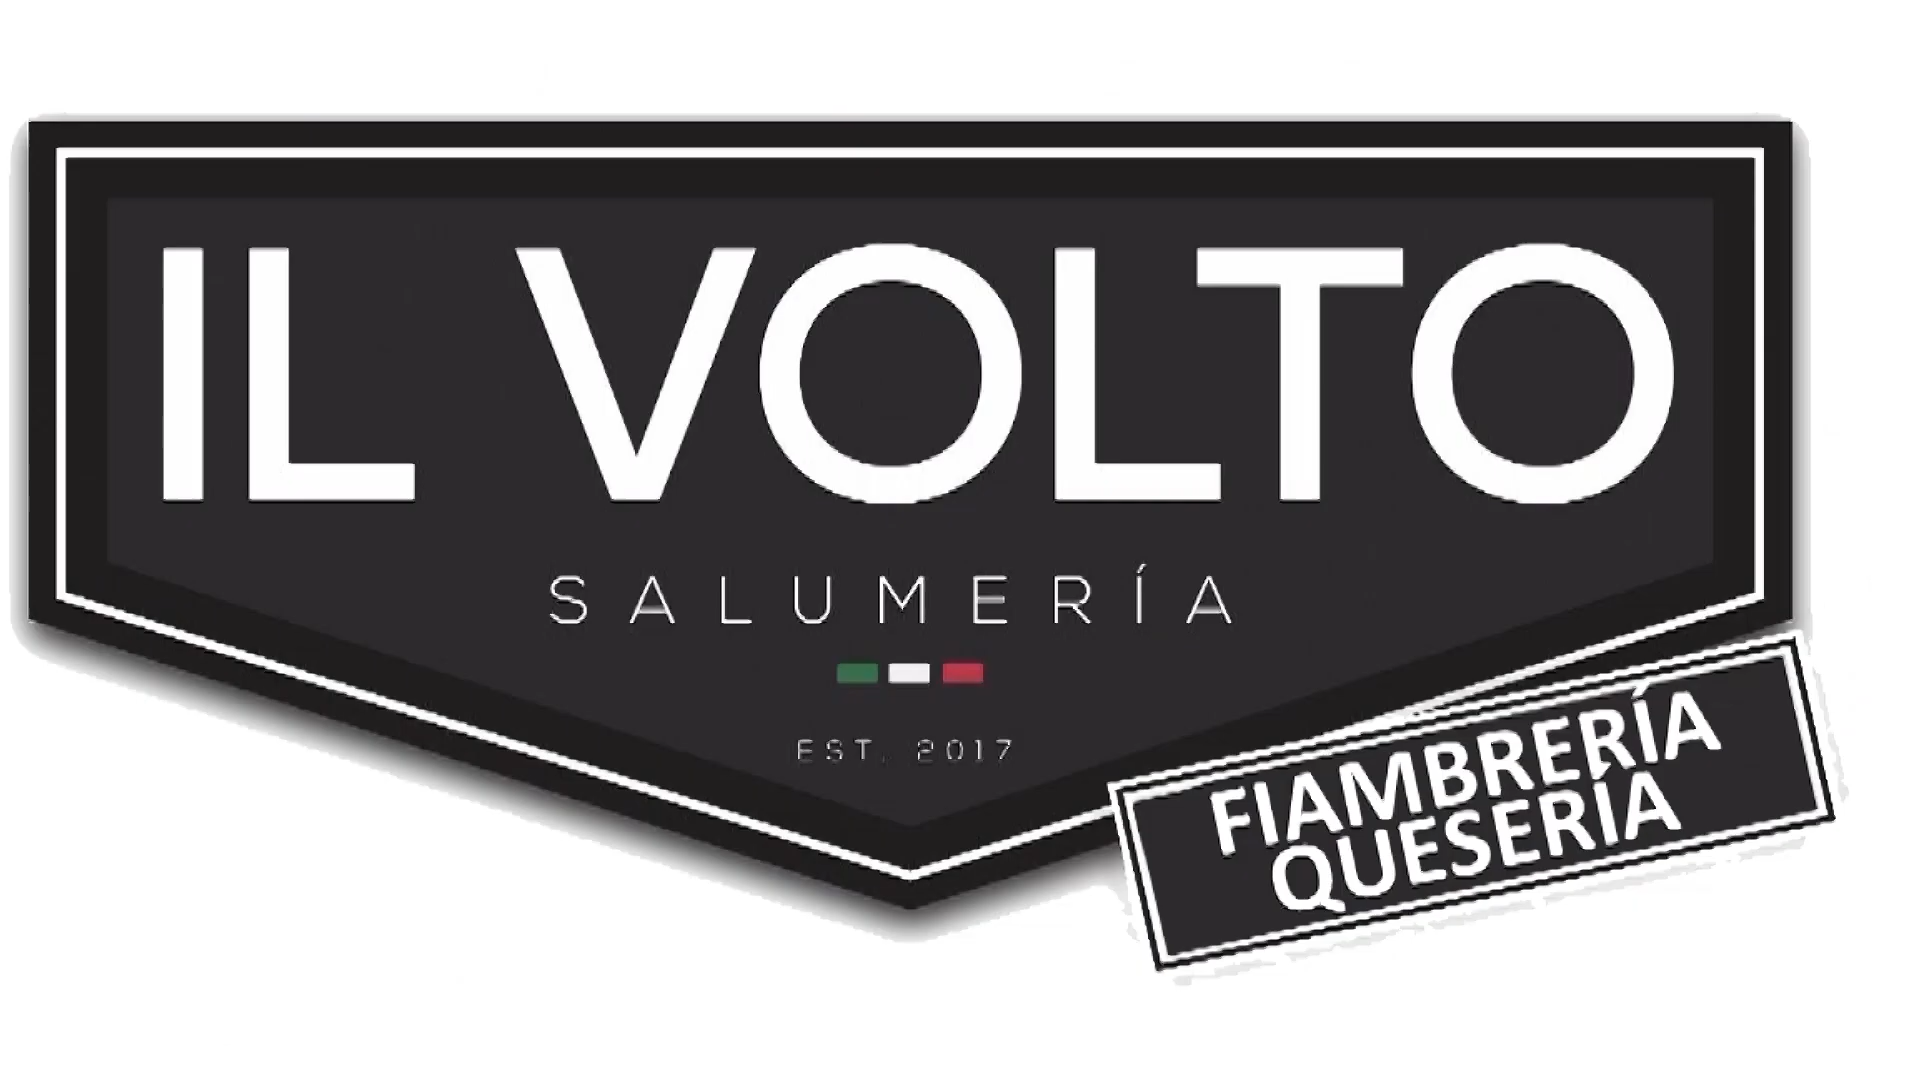 IL VOLTO
SALUMERÍA
EST. 2017
FIAMBRERÍA
QUESERÍA